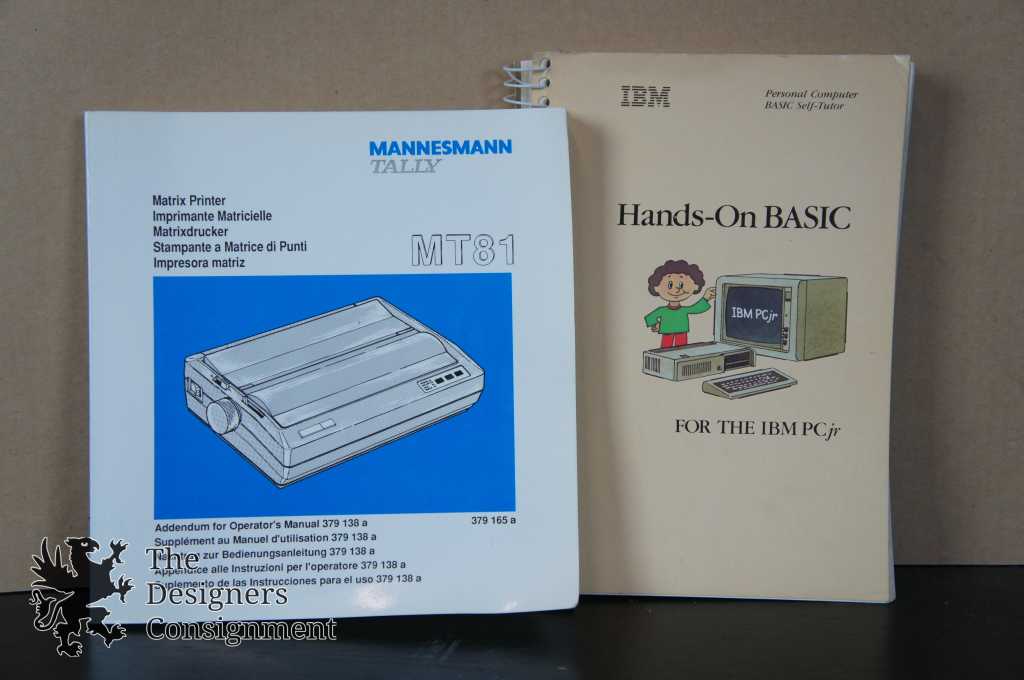 MANNESMANN
TALLY
Matrix Printer
Imprimante Matricielle
Matrixdrucker
Stampante a Matrice di Punti
Impresora matriz
MT81
Addendum for Operator's Manual 379 138 a
379 165 a
Supplément au Manuel d'utilisation 379 138 a
zur Bedienungsanleitung 379 138 a
Appendice alle Instruzioni per l'operatore 379 138 a
Suplemento de las Instrucciones para el uso 379 138 a
IBM
Personal Computer
BASIC Self-Tutor
Hands-On BASIC
IBM PCjr
FOR THE IBM PCjr
The
Designers
Consignment